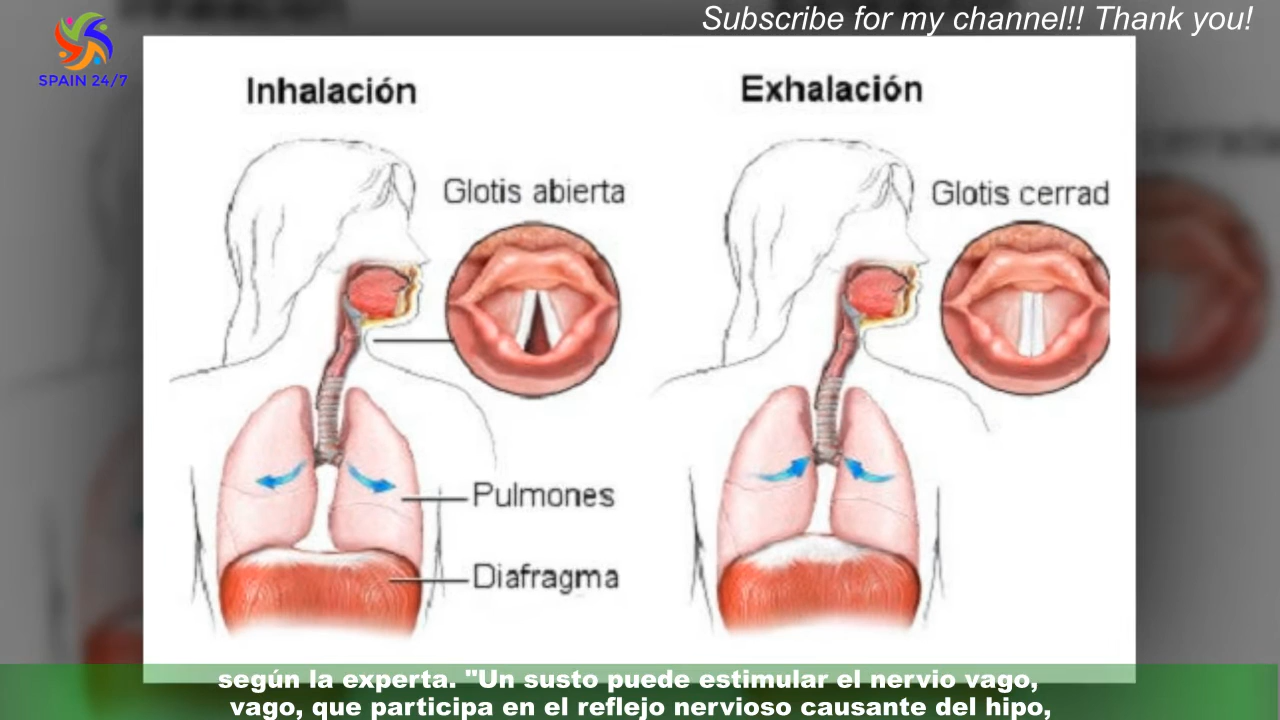 Subscribe for my channel!! Thank you!
SPAIN 24/7
Inhalación
Exhalación
Glotis abierta
Glotis cerrad
Pulmones
Diafragma
según la experta. "Un susto puede estimular el nervio vago,
vago, que participa en el reflejo nervioso causante del hipo,